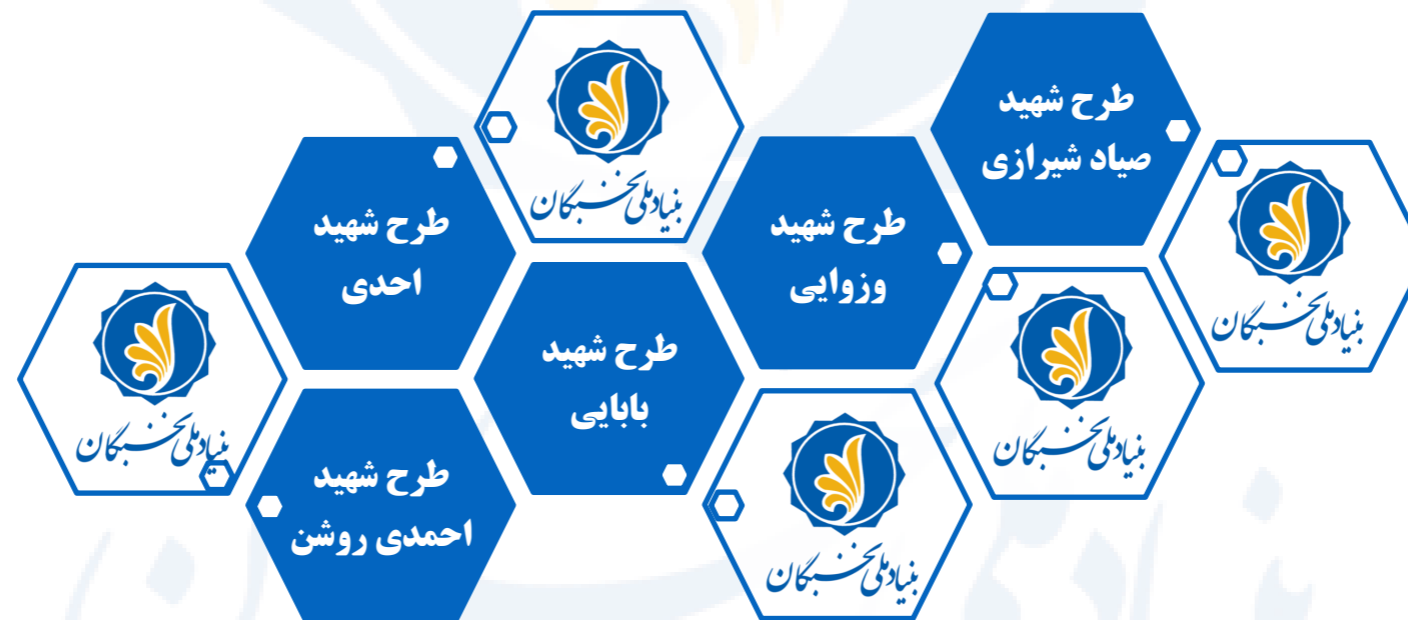 طرح شهید
صیاد شیرازی
بنیاد ملی نخبگان
طرح شهید
وزوایی
بنیاد ملی نخبگان
بنیاد ملی نخبگان
طرح شهید
احدی
طرح شهید
بابایی
بنیاد ملی نخبگان
بنیاد ملی نخبگان
طرح شهید
احمدی روشن